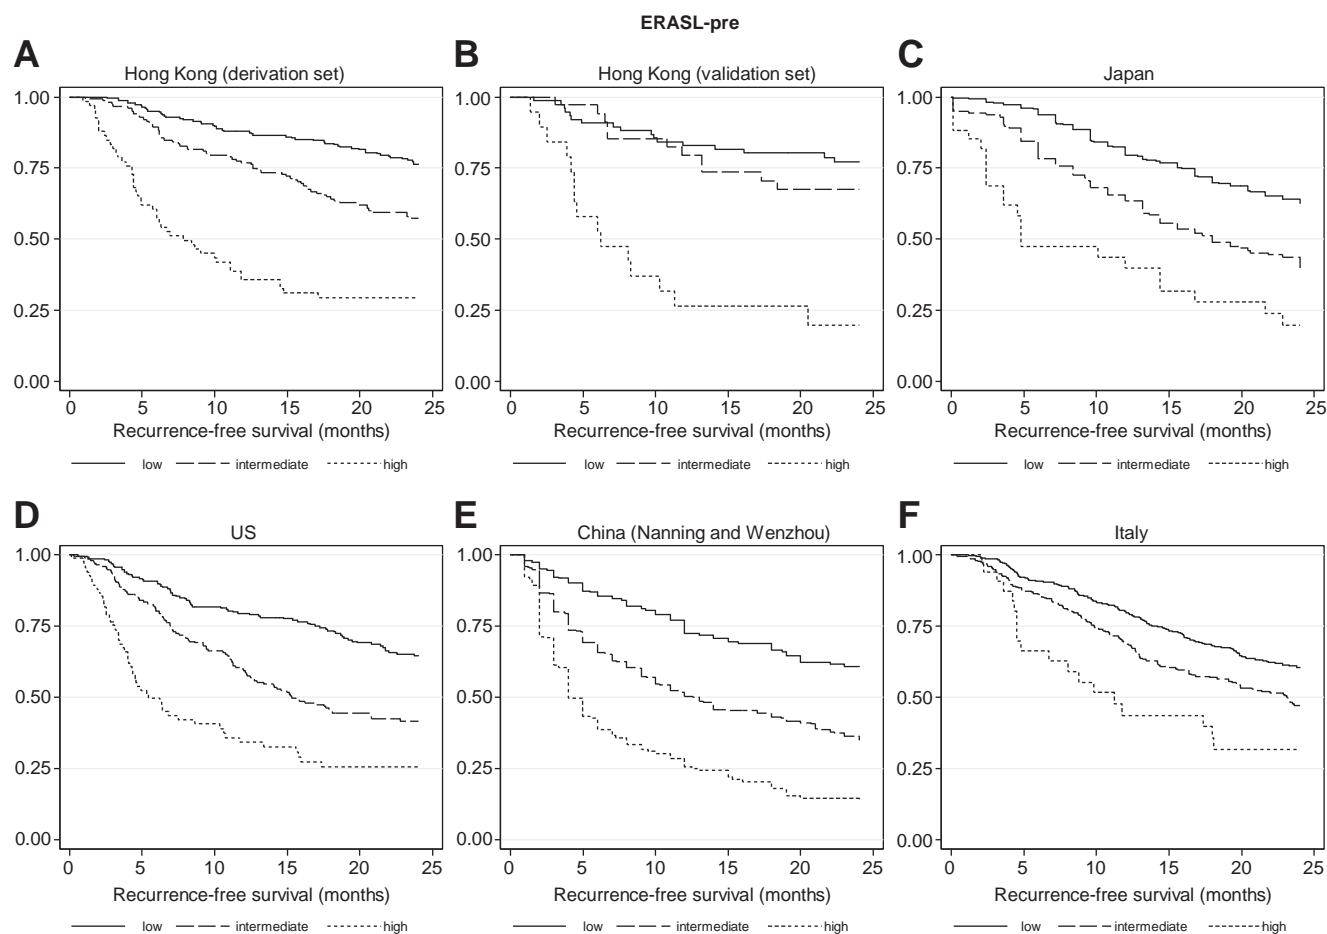 ERASL-pre
A
Hong Kong (derivation set)
1.00
0.75
0.50
0.25
0.00
0 5 10 15 20 25
Recurrence-free survival (months)
low intermediate high
B
Hong Kong (validation set)
1.00
0.75
0.50
0.25
0.00
0 5 10 15 20 25
Recurrence-free survival (months)
low intermediate high
C
Japan
1.00
0.75
0.50
0.25
0.00
0 5 10 15 20 25
Recurrence-free survival (months)
low intermediate high
D
US
1.00
0.75
0.50
0.25
0.00
0 5 10 15 20 25
Recurrence-free survival (months)
low intermediate high
E
China (Nanning and Wenzhou)
1.00
0.75
0.50
0.25
0.00
0 5 10 15 20 25
Recurrence-free survival (months)
low intermediate high
F
Italy
1.00
0.75
0.50
0.25
0.00
0 5 10 15 20 25
Recurrence-free survival (months)
low intermediate high